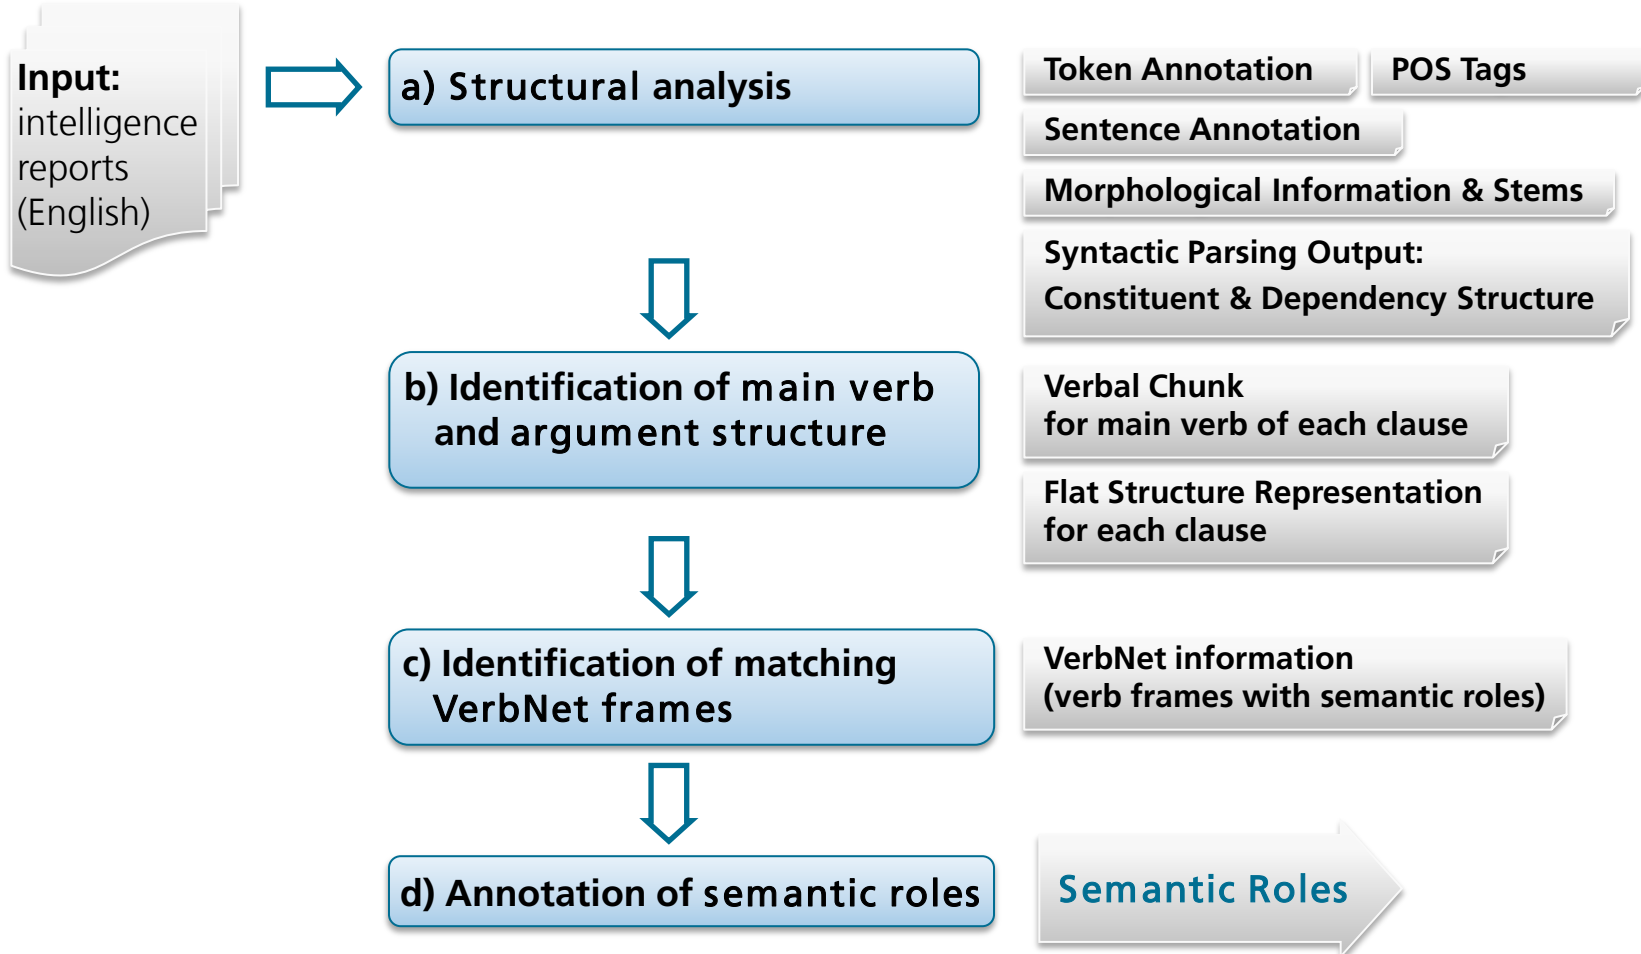 Input:
intelligence
reports
(English)
a) Structural analysis
Token Annotation
POS Tags
Sentence Annotation
Morphological Information & Stems
Syntactic Parsing Output:
Constituent & Dependency Structure
b) Identification of main verb
and argument structure
Verbal Chunk
for main verb of each clause
Flat Structure Representation
for each clause
c) Identification of matching
VerbNet frames
VerbNet information
(verb frames with semantic roles)
d) Annotation of semantic roles
Semantic Roles